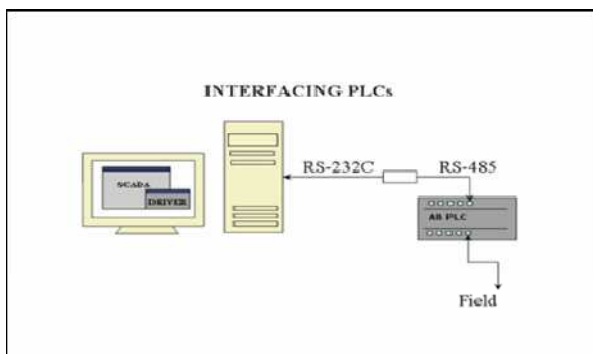 INTERFACING PLCs
RS-232C
RS-485
SCADA
DRIVER
AB PLC
Field